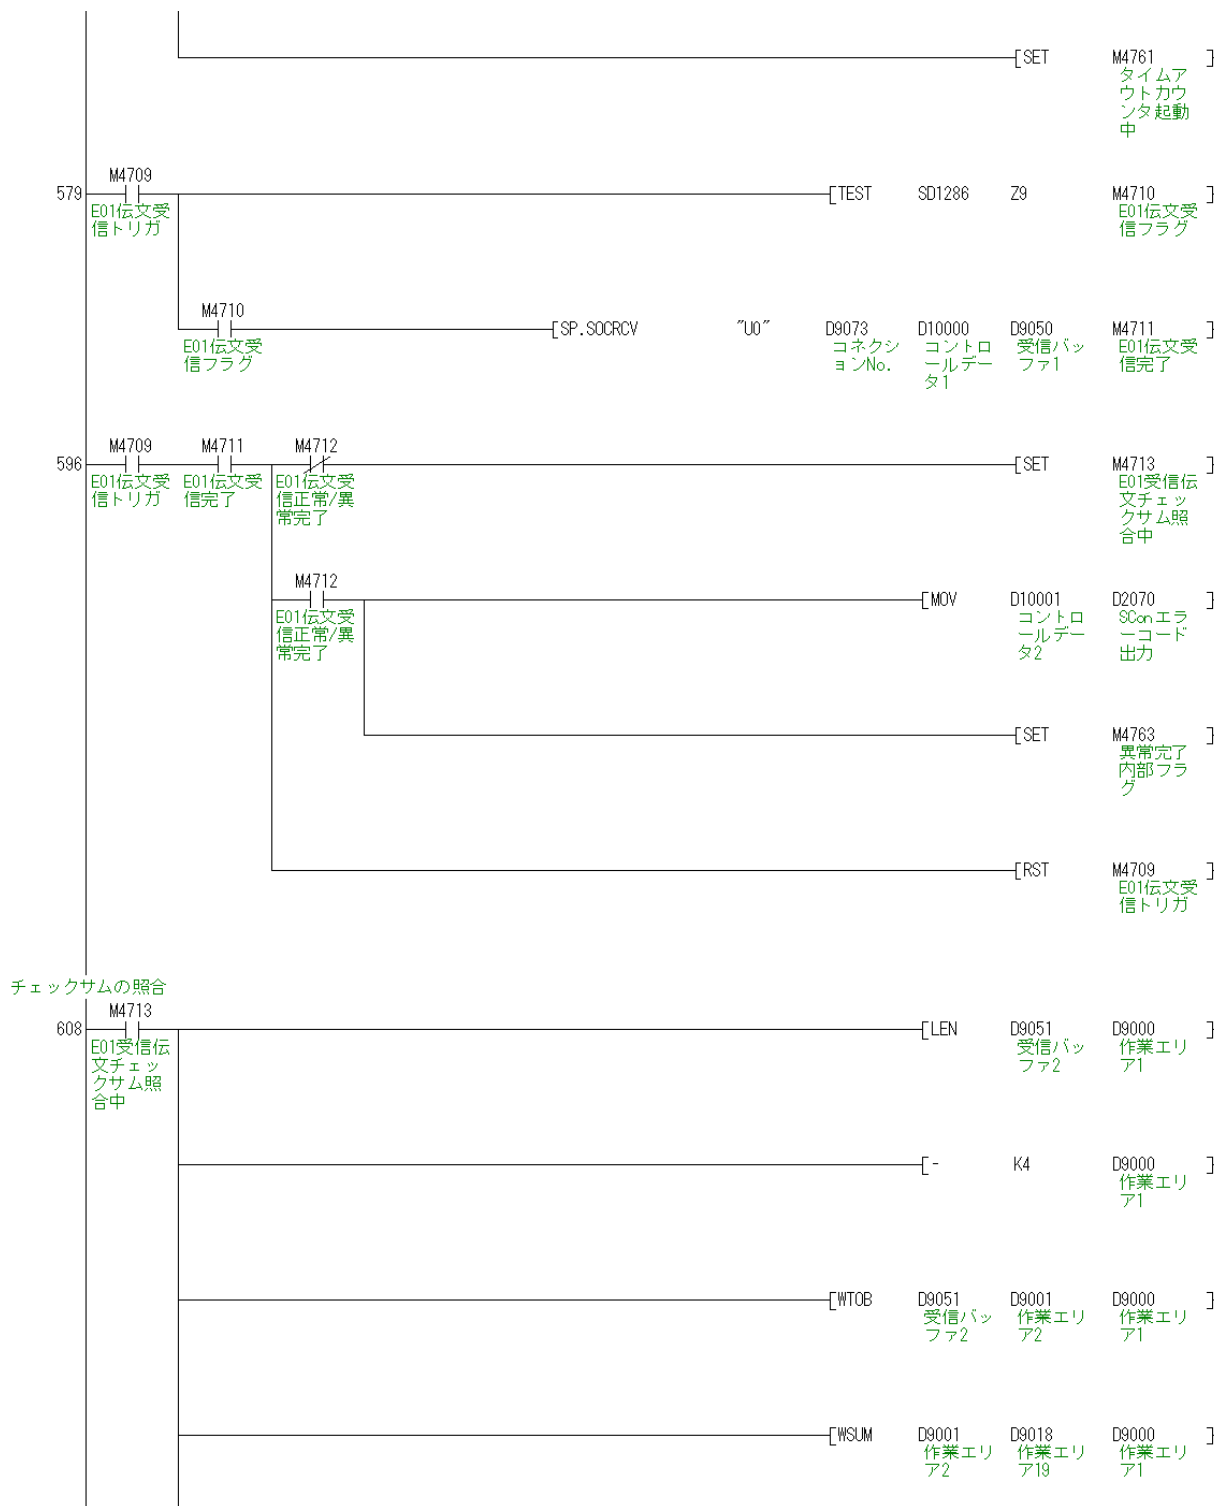 SET M4761
タイムア
ウトカウ
ンタ起動
中
M4709
579 TEST SD1286 Z9 M4710
E01伝文受 E01伝文受
信トリガ 信フラグ
M4710
SP.SOCRCV "U0" D9073 D10000 D9050 M4711
E01伝文受 コネクシ コントロ 受信バッ E01伝文受
信フラグ ョンNo. ールデー ファ1 信完了
タ1
M4709 M4711 M4712
596 SET M4713
E01伝文受 E01伝文受 E01伝文受 E01受信伝
信トリガ 信完了 信正常/異 文チェッ
常完了 クサム照
合中
M4712
MOV D10001 D2070
E01伝文受 コントロ SConエラ
信正常/異 ールデー ーコード
常完了 タ2 出力
SET M4763
異常完了
内部フラ
グ
RST M4709
E01伝文受
信トリガ
チェックサムの照合
M4713
608 LEN D9051 D9000
E01受信伝 受信バッ 作業エリ
文チェッ ファ2 ア1
クサム照
合中
- K4 D9000
作業エリ
ア1
WTOB D9051 D9001 D9000
受信バッ 作業エリ 作業エリ
ファ2 ア2 ア1
WSUM D9001 D9018 D9000
作業エリ 作業エリ 作業エリ
ア2 ア19 ア1